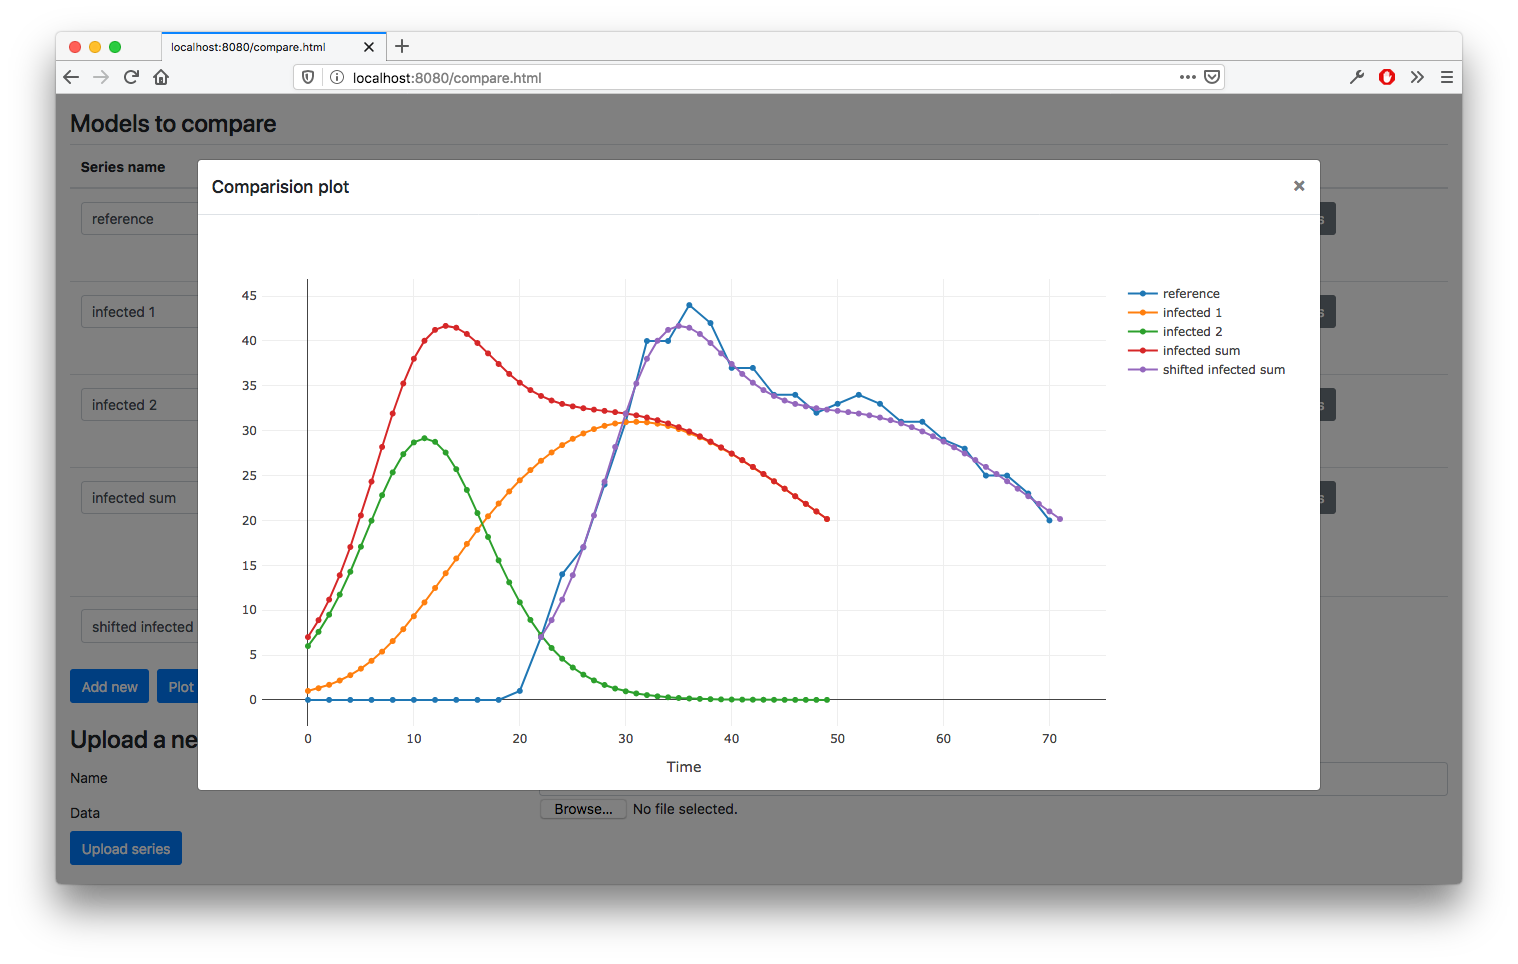 localhost:8080/compare.html
localhost:8080/compare.html
Models to compare
Series name
Comparision plot
×
reference
s
infected 1
s
infected 2
s
infected sum
s
shifted infected
45
40
35
30
25
20
15
10
5
0
0 10 20 30 40 50 60 70
Time
reference
infected 1
infected 2
infected sum
shifted infected sum
Add new
Plot
Upload a ne
Name
Data
Browse... No file selected.
Upload series